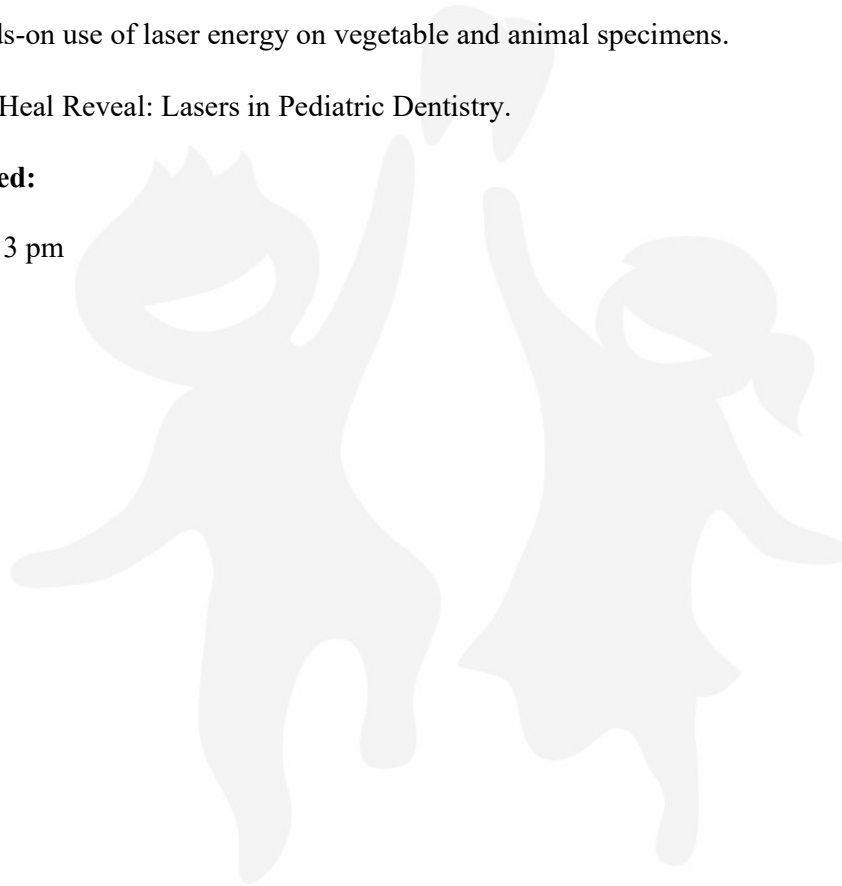 ds-on use of laser energy on vegetable and animal specimens.
Heal Reveal: Lasers in Pediatric Dentistry.
ed:
3 pm